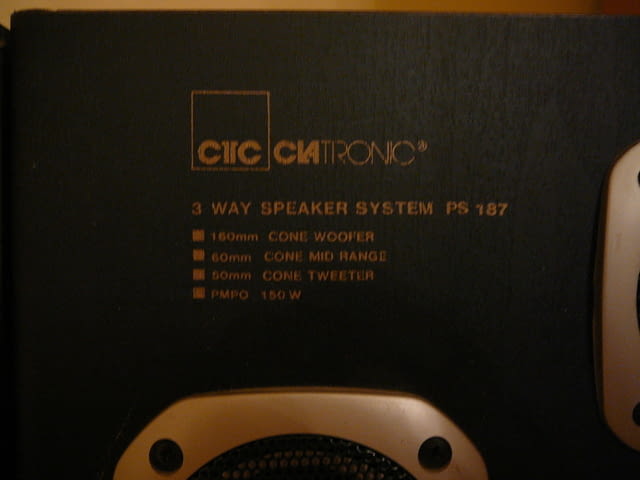 CTC CLATRONIC®
3 WAY SPEAKER SYSTEM PS 187
160mm CONE WOOFER
60mm CONE MID RANGE
50mm CONE TWEETER
PMPO 150 W